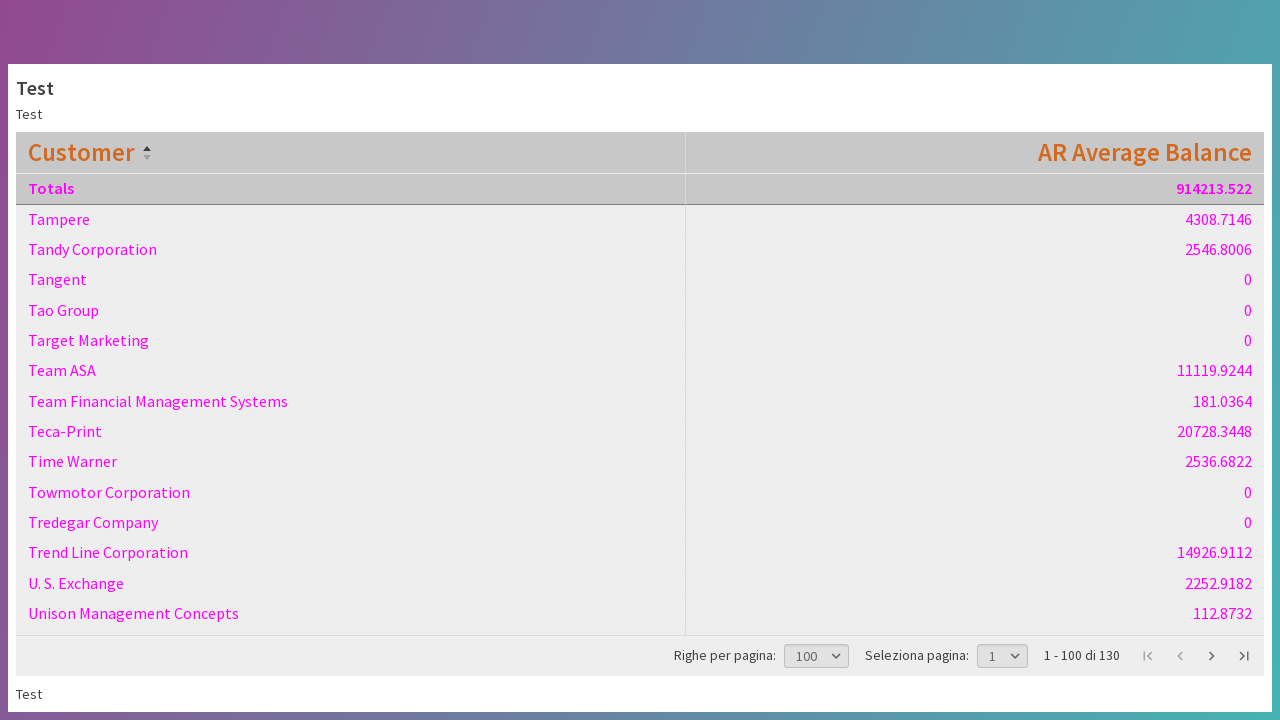 Test
Test
Customer AR Average Balance
Totals 914213.522
Tampere 4308.7146
Tandy Corporation 2546.8006
Tangent 0
Tao Group 0
Target Marketing 0
Team ASA 11119.9244
Team Financial Management Systems 181.0364
Teca-Print 20728.3448
Time Warner 2536.6822
Towmotor Corporation 0
Tredegar Company 0
Trend Line Corporation 14926.9112
U. S. Exchange 2252.9182
Unison Management Concepts 112.8732
Righe per pagina: 100 Seleziona pagina: 1 1 - 100 di 130
Test